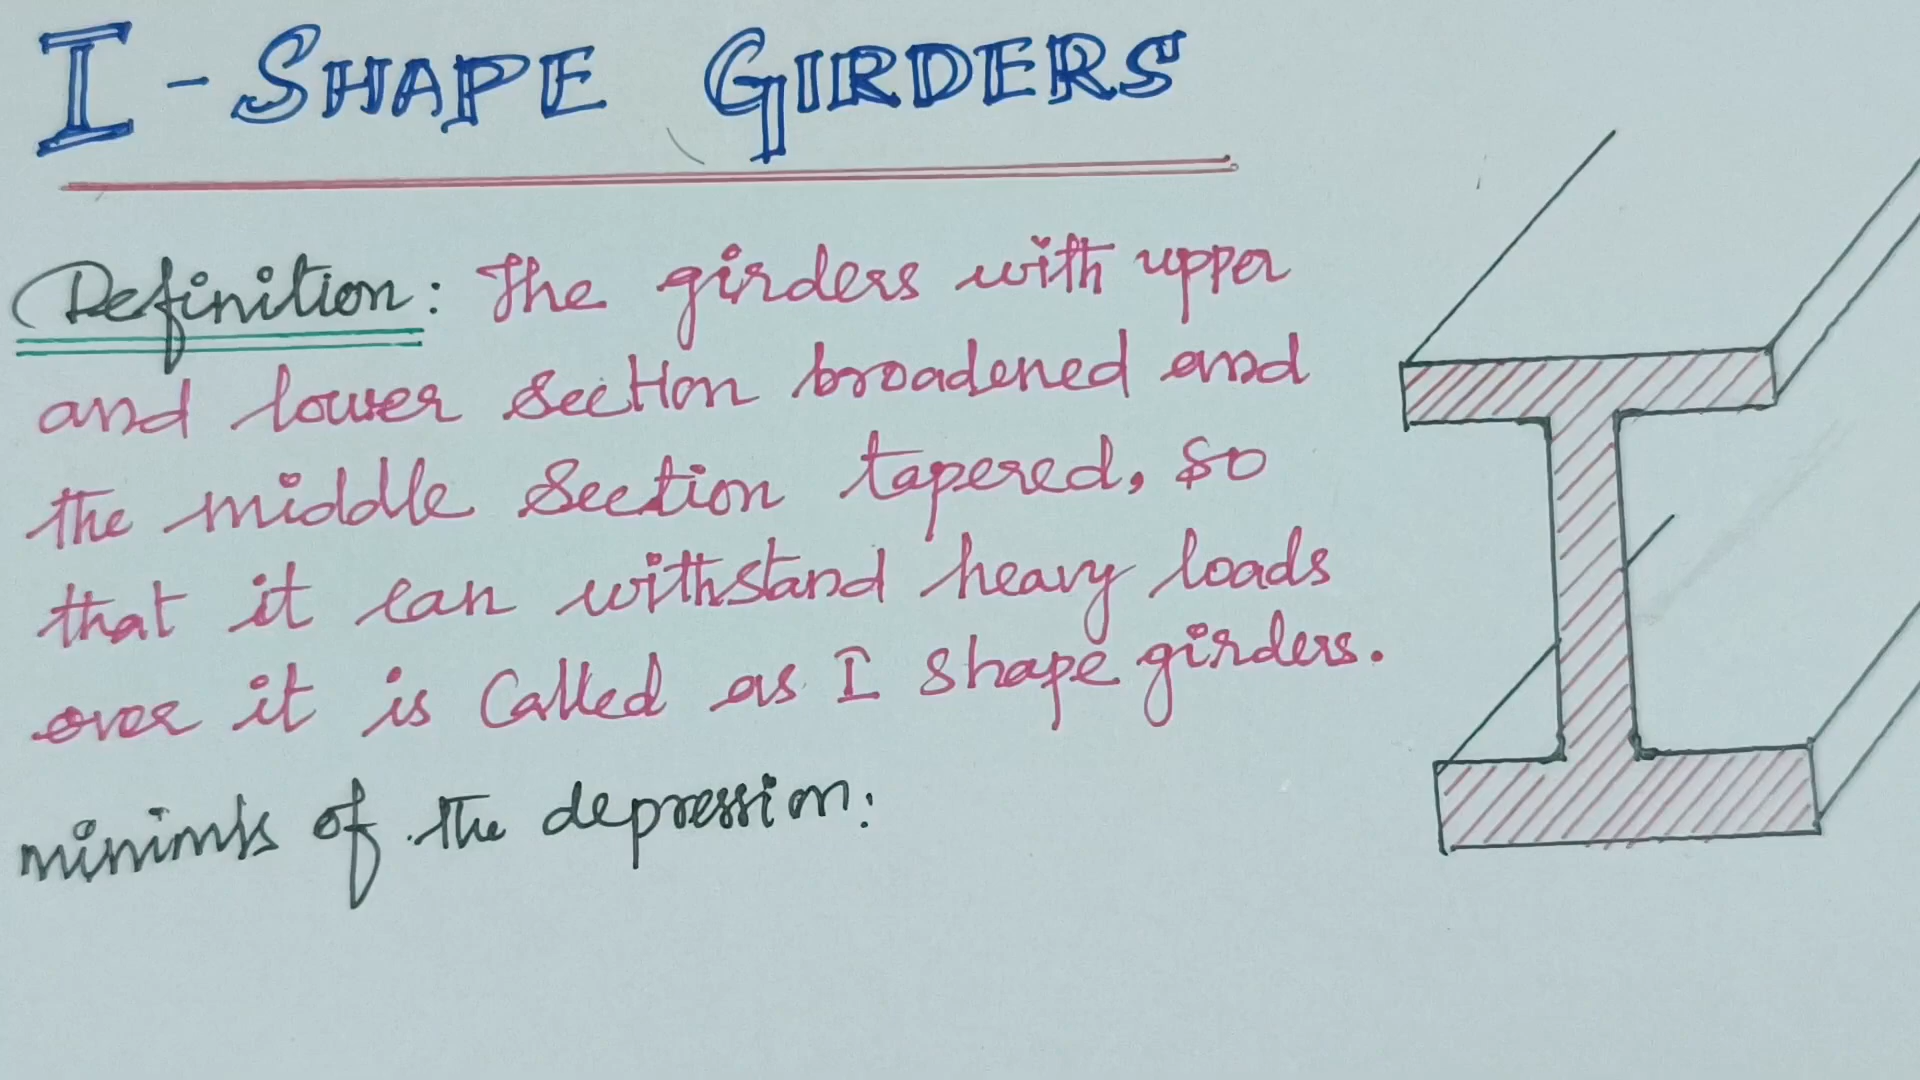 I - SHAPE GIRDERS
Definition: The girders with upper
and lower section broadened and
the middle section tapered, so
that it can withstand heavy loads
over it is called as I shape girders.
of the depression: